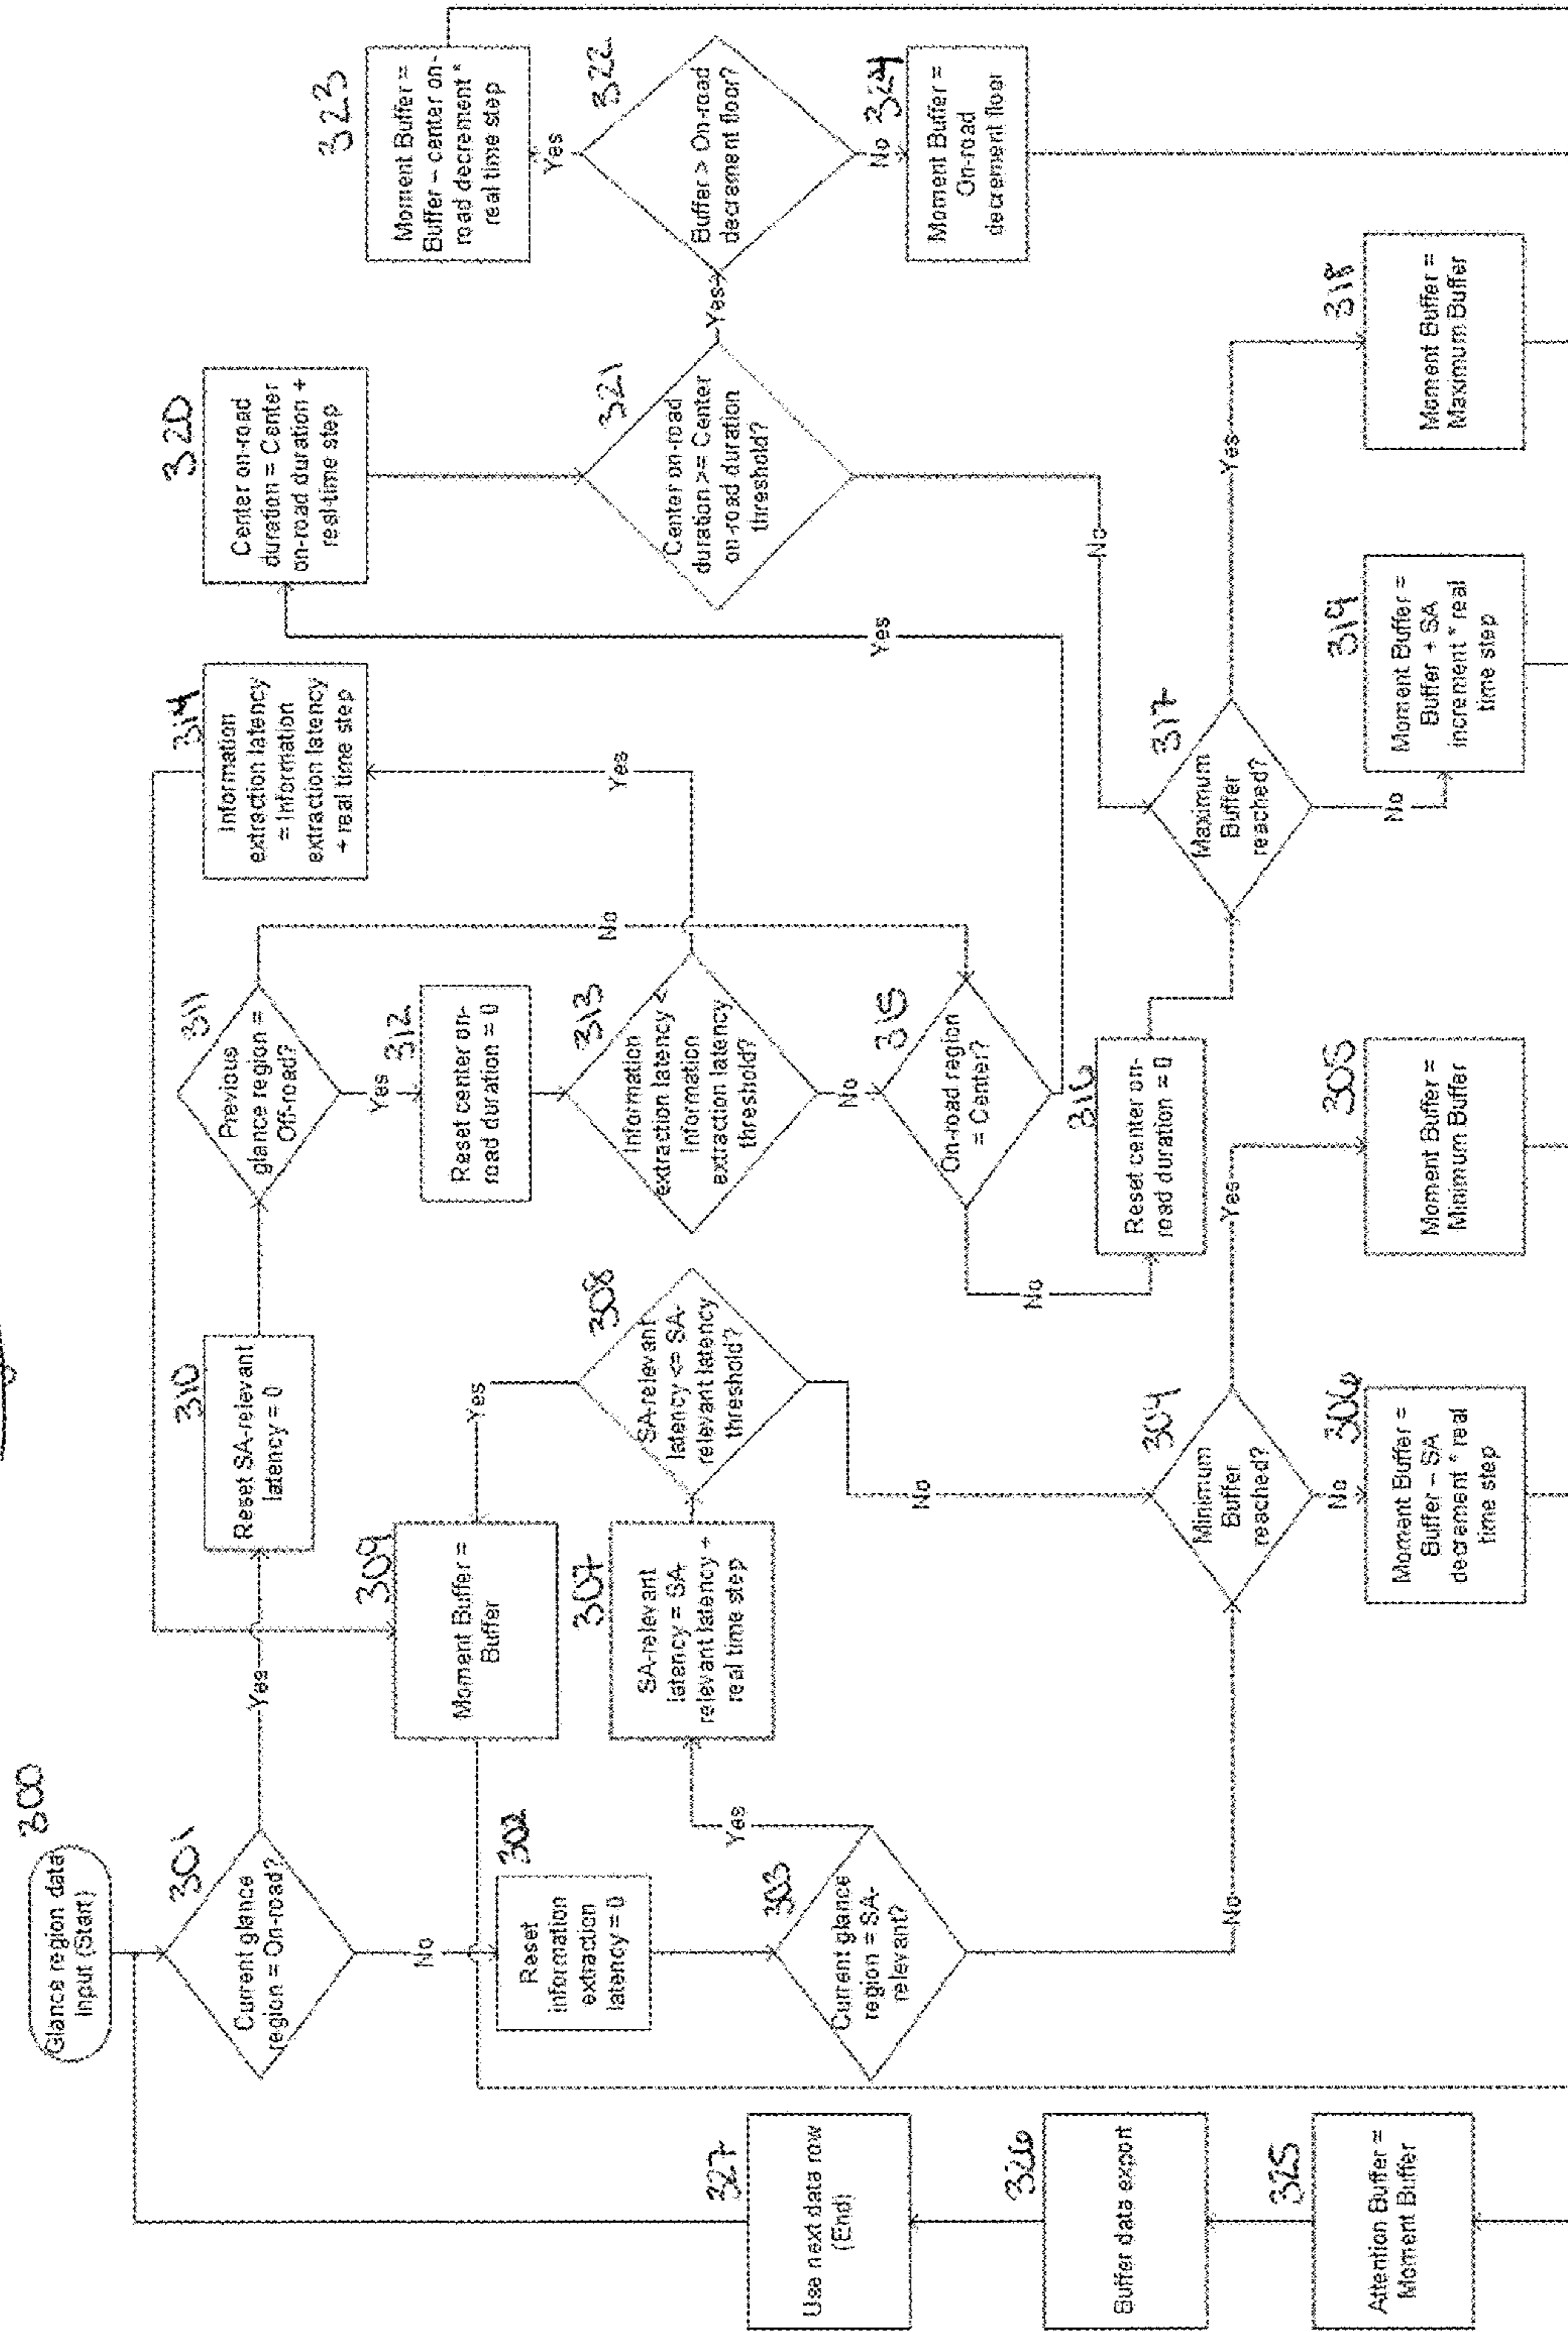 300
Glance region data
input (Start)
301
Current glance
region = On-road?
Yes
No
302
Reset
information
extraction
latency = 0
303
Current glance
region = SA-
relevant?
Yes
No
310
Reset SA-relevant
latency = 0
309
Moment Buffer =
Buffer
307
SA-relevant
latency = SA-
relevant latency +
real time step
308
SA-relevant
latency <= SA-
relevant latency
threshold?
Yes
No
304
Minimum
Buffer
reached?
Yes
No
306
Moment Buffer =
Buffer – SA
decrement * real
time step
305
Moment Buffer =
Minimum Buffer
311
Previous
glance region =
Off-road?
Yes
No
312
Reset center on-
road duration = 0
313
Information
extraction latency <
Information
extraction latency
threshold?
Yes
No
314
Information
extraction latency
= Information
extraction latency
+ real time step
315
On-road region
= Center?
Yes
No
316
Reset center on-
road duration = 0
317
Maximum
Buffer
reached?
Yes
No
319
Moment Buffer =
Buffer + SA
increment * real
time step
318
Moment Buffer =
Maximum Buffer
320
Center on-road
duration = Center
on-road duration +
real-time step
321
Center on-road
duration >= Center
on-road duration
threshold?
Yes
No
322
Buffer > On-road
decrement floor?
Yes
No
323
Moment Buffer =
Buffer – center on-
road decrement *
real time step
324
Moment Buffer =
On-road
decrement floor
325
Attention Buffer =
Moment Buffer
326
Buffer data export
327
Use next data row
(End)